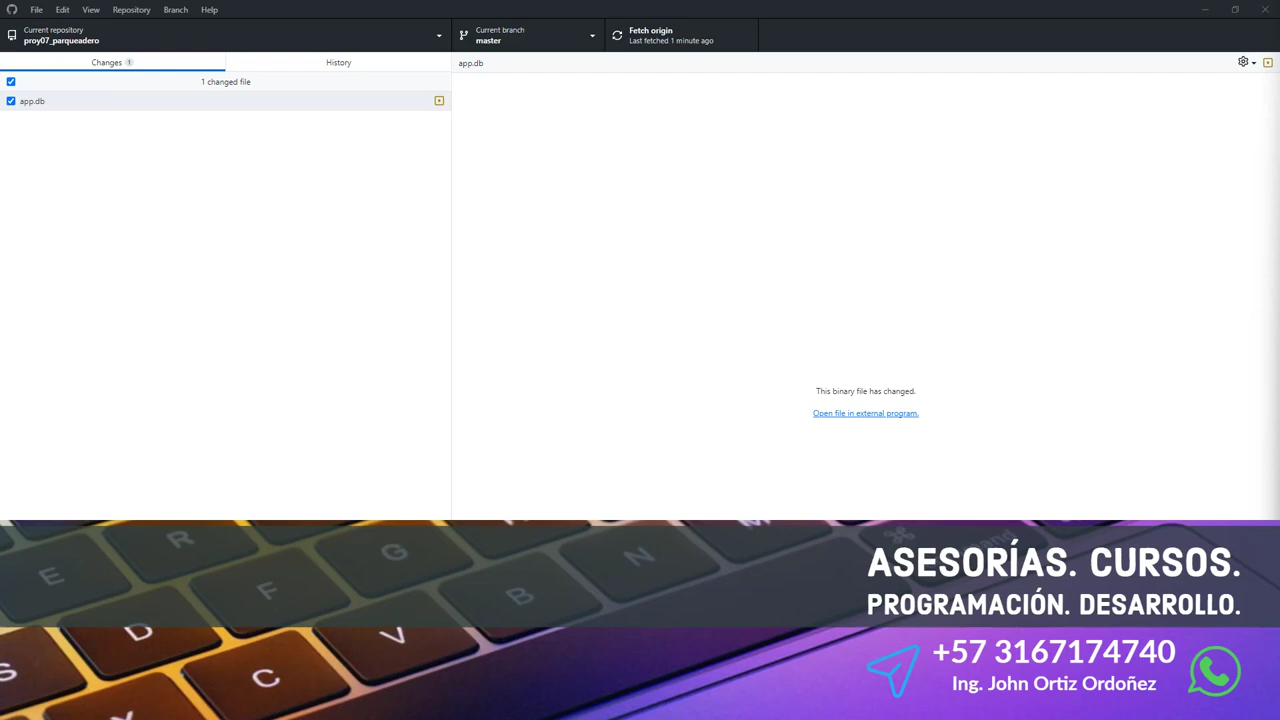 File Edit View Repository Branch Help
Current repository
proy07_parqueadero
Current branch
master
Fetch origin
Last fetched 1 minute ago
Changes 1
History
app.db
1 changed file
app.db
This binary file has changed.
Open file in external program.
R
E
G
F
N
B
D
V
S
C
ASESORÍAS. CURSOS.
PROGRAMACIÓN. DESARROLLO.
+57 3167174740
Ing. John Ortiz Ordoñez